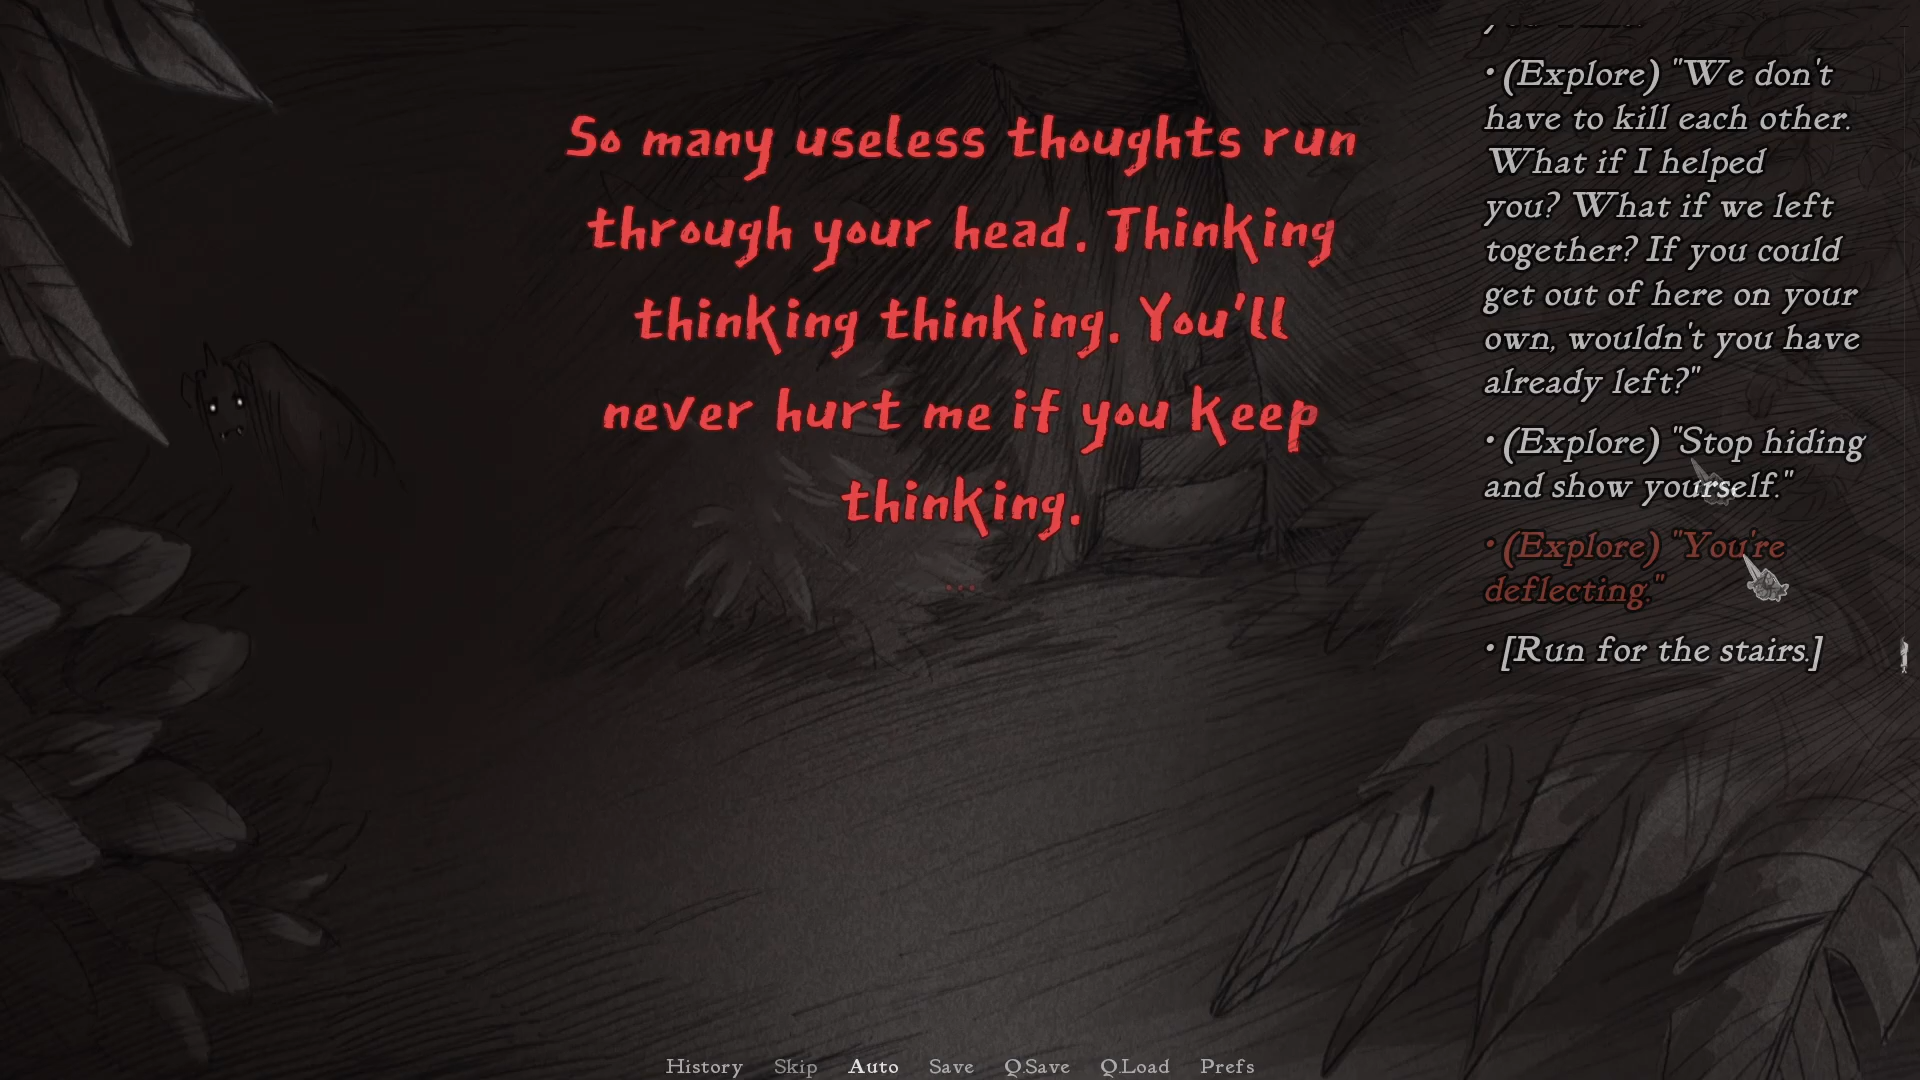 So many useless thoughts run
through your head. Thinking
thinking thinking. You'll
never hurt me if you keep
thinking.
...
• (Explore) "We don't
have to kill each other.
What if I helped
you? What if we left
together? If you could
get out of here on your
own, wouldn't you have
already left?"
• (Explore) "Stop hiding
and show yourself."
• (Explore) "You're
deflecting."
• [Run for the stairs.]
History Skip Auto Save Q.Save Q.Load Prefs